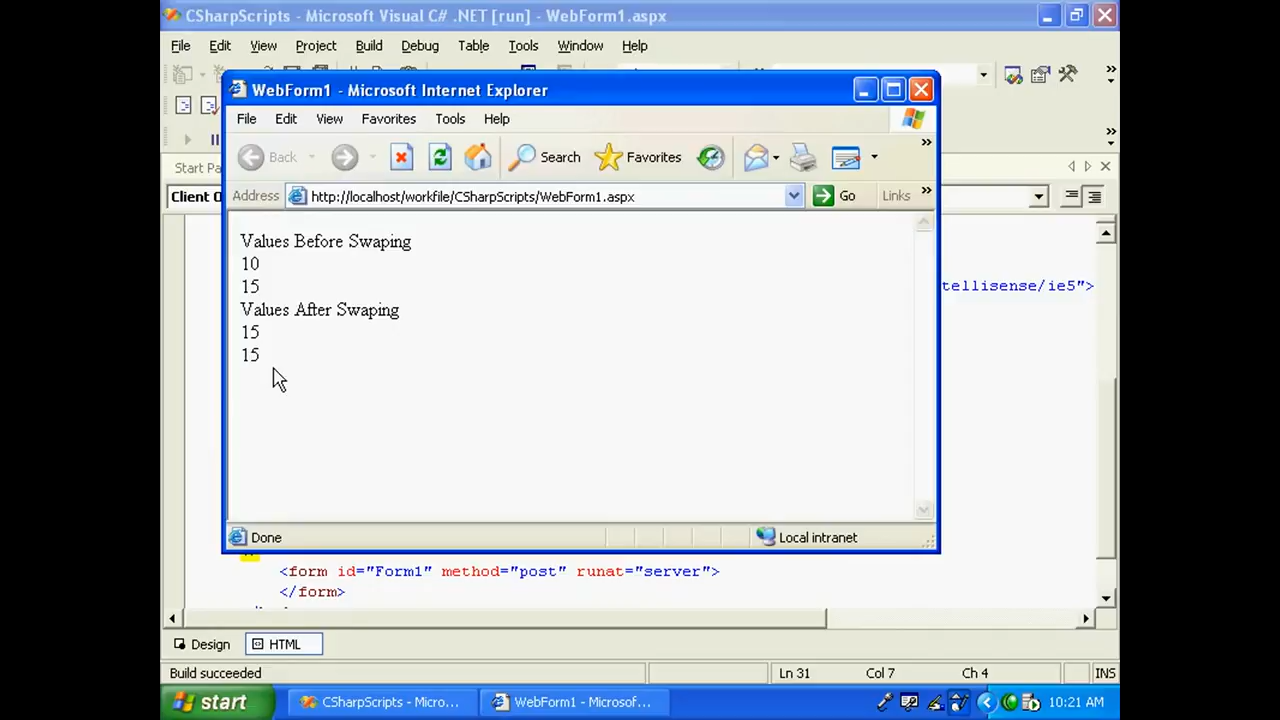 CSharpScripts - Microsoft Visual C# .NET [run] - WebForm1.aspx
File Edit View Project Build Debug Table Tools Window Help
WebForm1 - Microsoft Internet Explorer
File Edit View Favorites Tools Help
Back Search Favorites
Start Pa
Client O
Address http://localhost/workfile/CSharpScripts/WebForm1.aspx Go Links
Values Before Swaping
10
15
Values After Swaping
15
15
tellisense/ie5">
Done Local intranet
<form id="Form1" method="post" runat="server">
</form>
Design HTML
Build succeeded Ln 31 Col 7 Ch 4 INS
start CSharpScripts - Micro... WebForm1 - Microsof... 10:21 AM